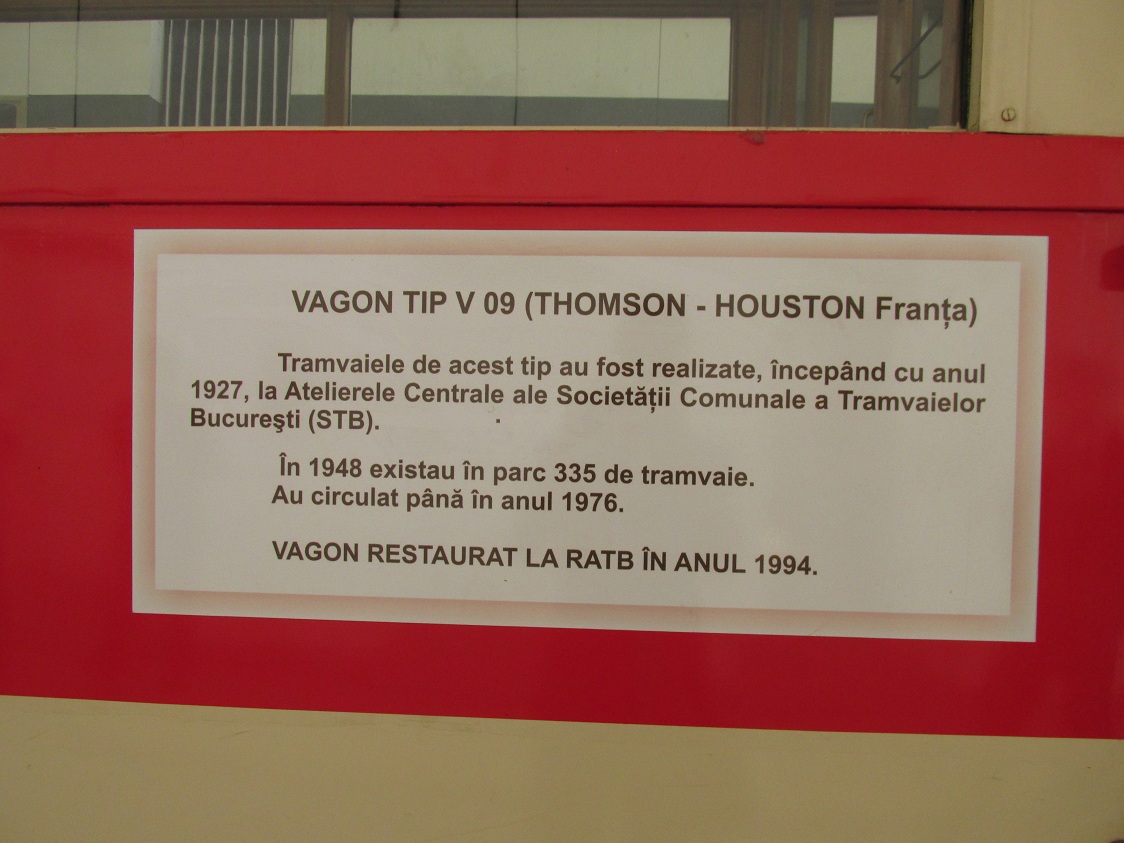 VAGON TIP V 09 (THOMSON - HOUSTON Franța)
Tramvaiele de acest tip au fost realizate, începând cu anul
1927, la Atelierele Centrale ale Societății Comunale a Tramvaielor
Bucureşti (STB).
În 1948 existau în parc 335 de tramvaie.
Au circulat până în anul 1976.
VAGON RESTAURAT LA RATB ÎN ANUL 1994.